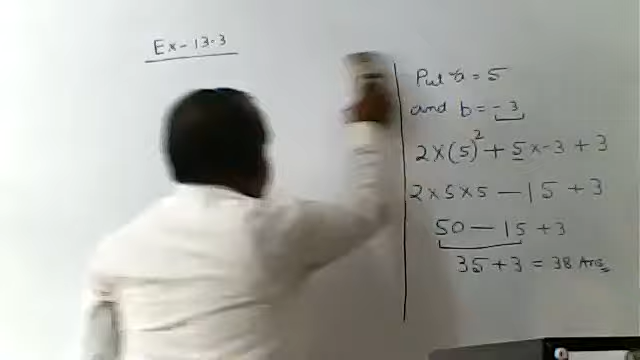 Ex-13.3
Put a = 5
and b = -3
2×(5)² + 5×-3 + 3
2×5×5 - 15 + 3
50 - 15 + 3
35 + 3 = 38 Ans